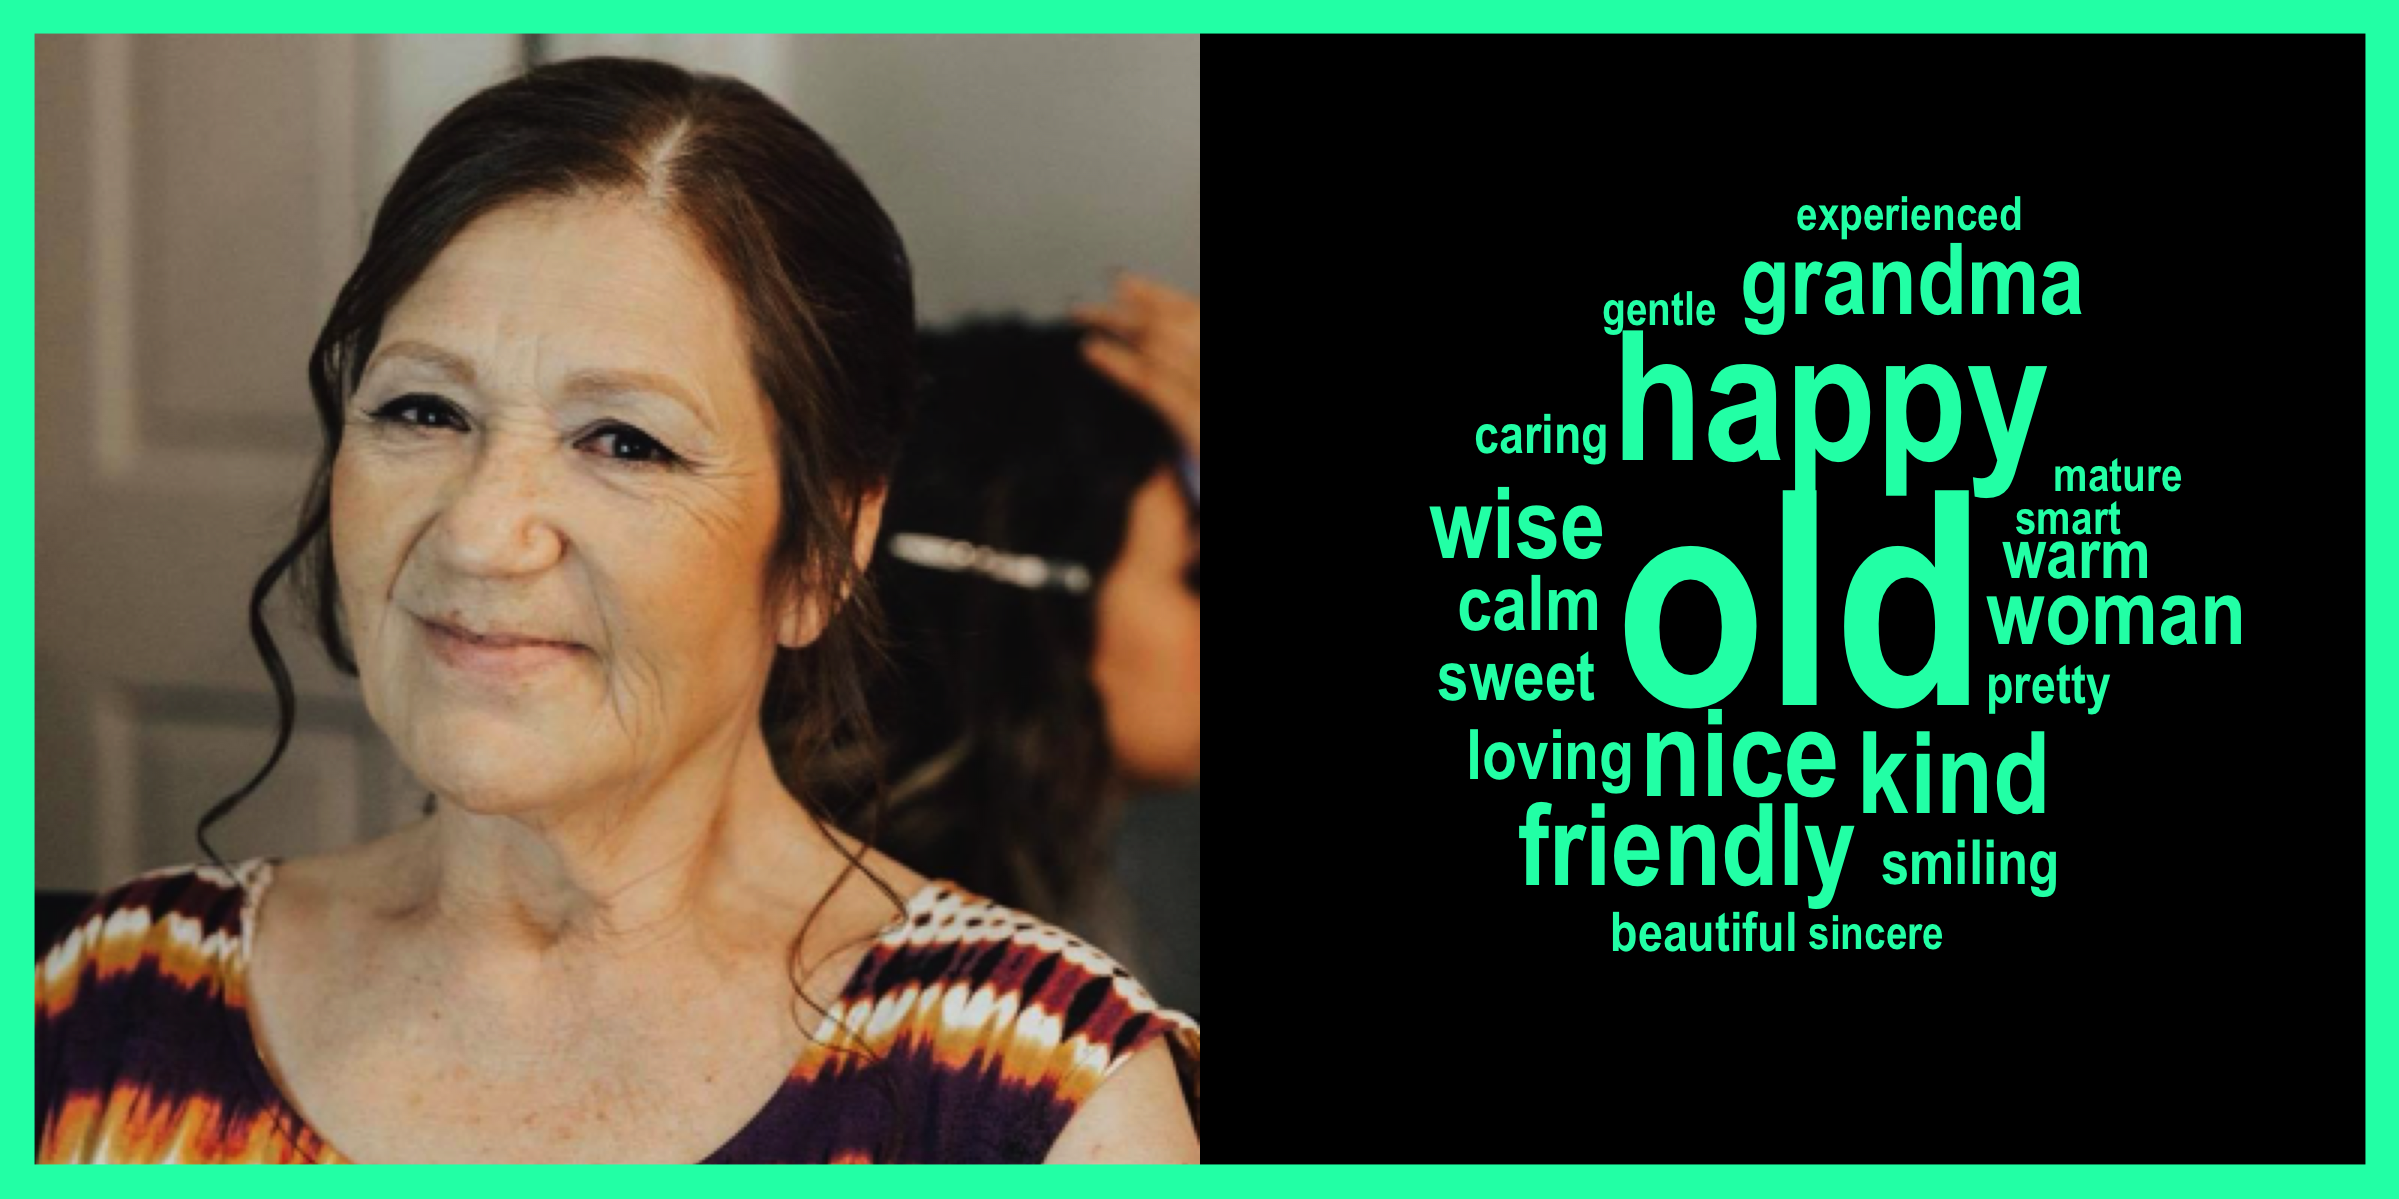 experienced
gentle grandma
happy
caring
mature
wise
smart
warm
old
calm
woman
sweet
pretty
loving nice kind
friendly smiling
beautiful sincere